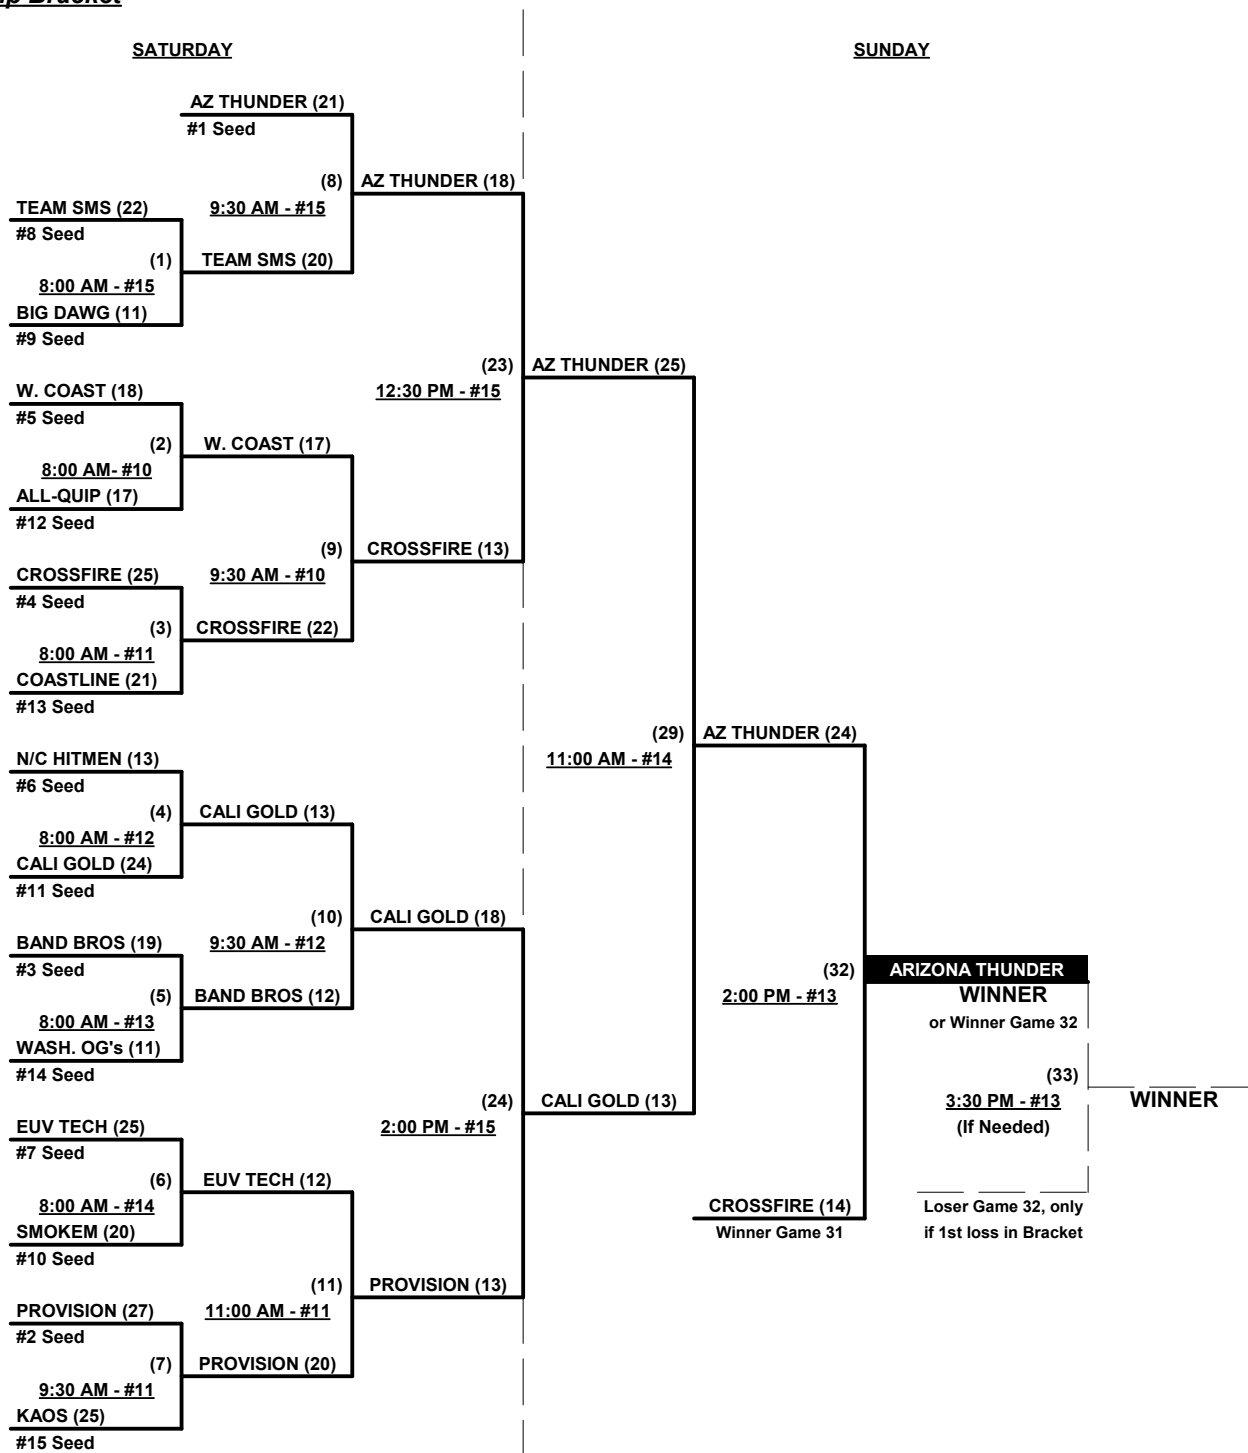 SATURDAY
SUNDAY
AZ THUNDER (21)
#1 Seed
(8)
AZ THUNDER (18)
TEAM SMS (22)
9:30 AM - #15
#8 Seed
(1)
TEAM SMS (20)
8:00 AM - #15
BIG DAWG (11)
#9 Seed
(23)
AZ THUNDER (25)
W. COAST (18)
12:30 PM - #15
#5 Seed
(2)
W. COAST (17)
8:00 AM- #10
ALL-QUIP (17)
#12 Seed
(9)
CROSSFIRE (13)
CROSSFIRE (25)
9:30 AM - #10
#4 Seed
(3)
CROSSFIRE (22)
8:00 AM - #11
COASTLINE (21)
#13 Seed
(29)
AZ THUNDER (24)
N/C HITMEN (13)
11:00 AM - #14
#6 Seed
(4)
CALI GOLD (13)
8:00 AM - #12
CALI GOLD (24)
#11 Seed
(10)
CALI GOLD (18)
BAND BROS (19)
9:30 AM - #12
#3 Seed
(32)
ARIZONA THUNDER
(5)
BAND BROS (12)
2:00 PM - #13
WINNER
8:00 AM - #13
or Winner Game 32
WASH. OG's (11)
#14 Seed
(33)
(24)
CALI GOLD (13)
3:30 PM - #13
WINNER
EUV TECH (25)
2:00 PM - #15
(If Needed)
#7 Seed
(6)
EUV TECH (12)
8:00 AM - #14
CROSSFIRE (14)
Loser Game 32, only
SMOKEM (20)
Winner Game 31
if 1st loss in Bracket
#10 Seed
(11)
PROVISION (13)
PROVISION (27)
11:00 AM - #11
#2 Seed
(7)
PROVISION (20)
9:30 AM - #11
KAOS (25)
#15 Seed